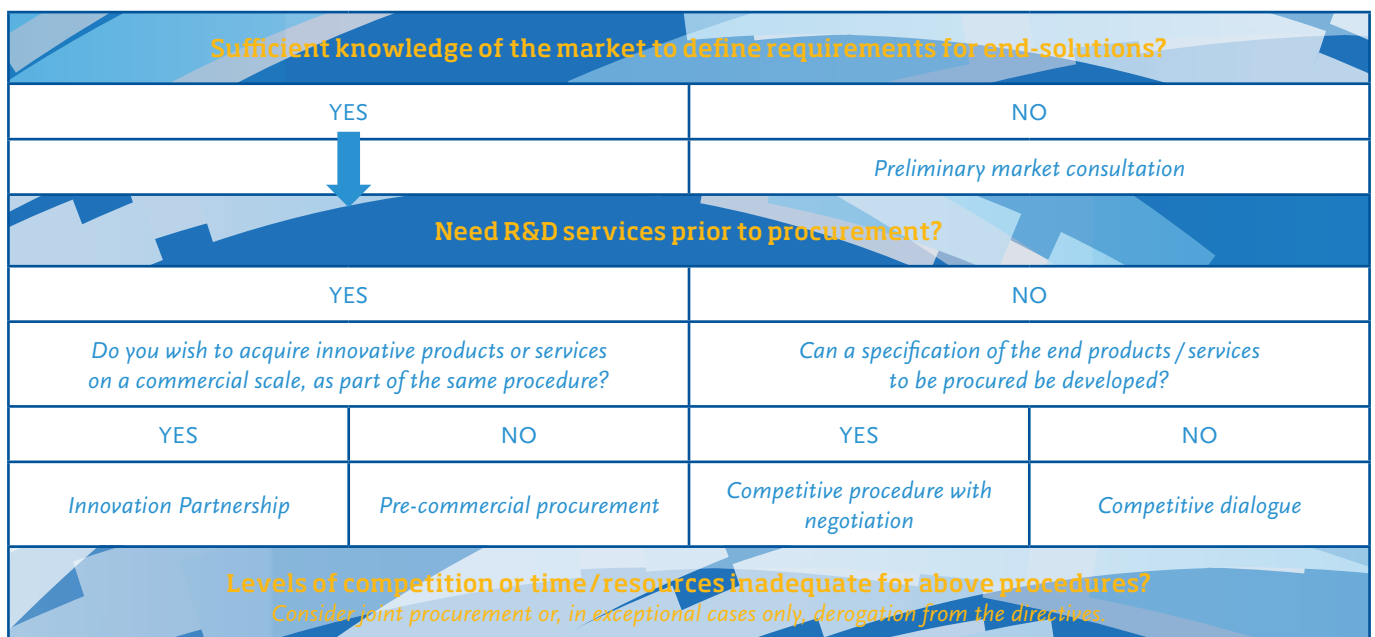 Sufficient knowledge of the market to define requirements for end-solutions?
YES
NO
Preliminary market consultation
Need R&D services prior to procurement?
YES
NO
Do you wish to acquire innovative products or services
on a commercial scale, as part of the same procedure?
Can a specification of the end products / services
to be procured be developed?
YES
NO
YES
NO
Innovation Partnership
Pre-commercial procurement
Competitive procedure with
negotiation
Competitive dialogue
Levels of competition or time/resources inadequate for above procedures?
Consider joint procurement or, in exceptional cases only, derogation from the directives.